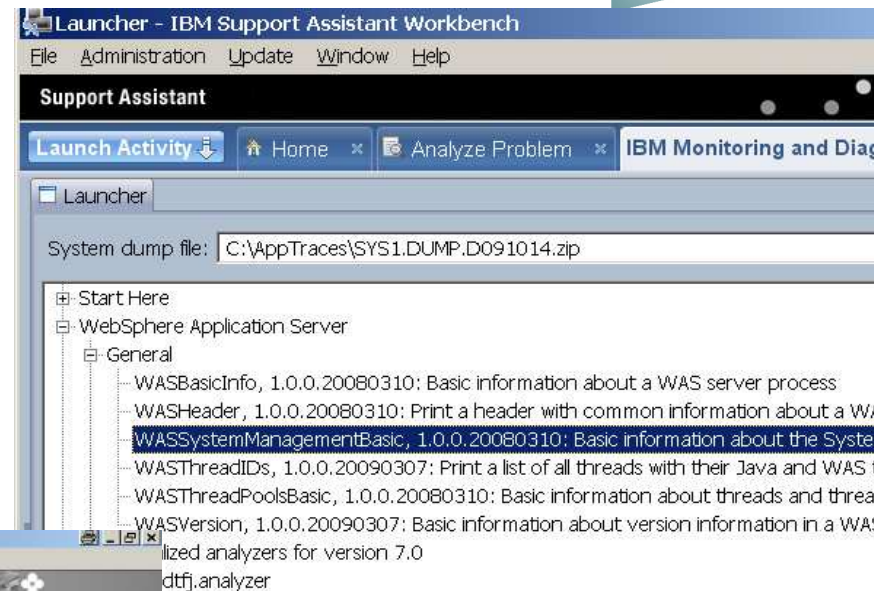 Launcher - IBM Support Assistant Workbench
File Administration Update Window Help
Support Assistant
Launch Activity Home Analyze Problem IBM Monitoring and Diag
Launcher
System dump file: C:\AppTraces\SYS1.DUMP.D091014.zip
Start Here
WebSphere Application Server
General
WASBasicInfo, 1.0.0.20080310: Basic information about a WAS server process
WASHeader, 1.0.0.20080310: Print a header with common information about a WA
WASSystemManagementBasic, 1.0.0.20080310: Basic information about the Syste
WASThreadIDs, 1.0.0.20090307: Print a list of all threads with their Java and WAS t
WASThreadPoolsBasic, 1.0.0.20080310: Basic information about threads and threa
WASVersion, 1.0.0.20090307: Basic information about version information in a WAS
lized analyzers for version 7.0
dtfj.analyzer